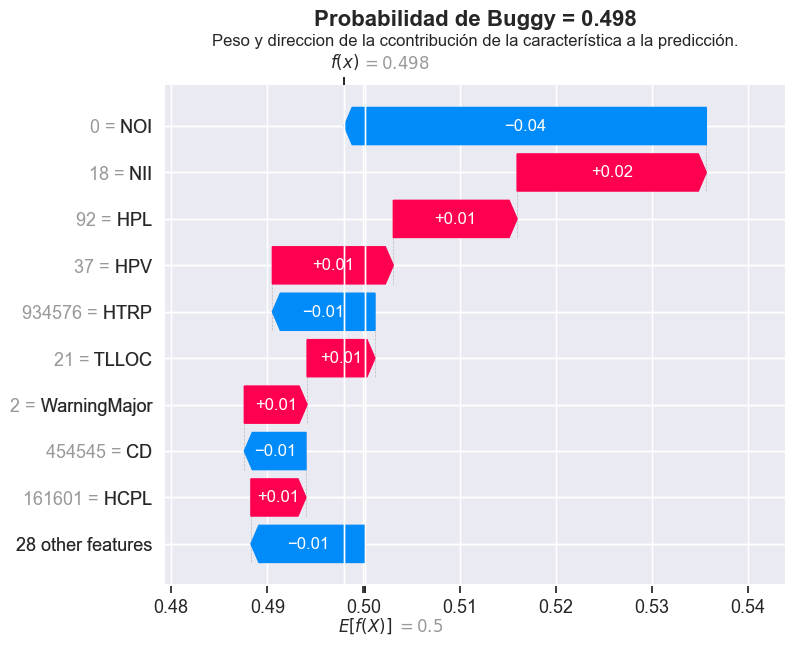 Probabilidad de Buggy = 0.498
Peso y direccion de la ccontribución de la característica a la predicción.
f(x) = 0.498
0 = NOI −0.04
18 = NII +0.02
92 = HPL +0.01
37 = HPV +0.01
934576 = HTRP −0.01
21 = TLLOC +0.01
2 = WarningMajor +0.01
454545 = CD −0.01
161601 = HCPL +0.01
28 other features −0.01
0.48 0.49 0.50 0.51 0.52 0.53 0.54
E[f(X)] = 0.5